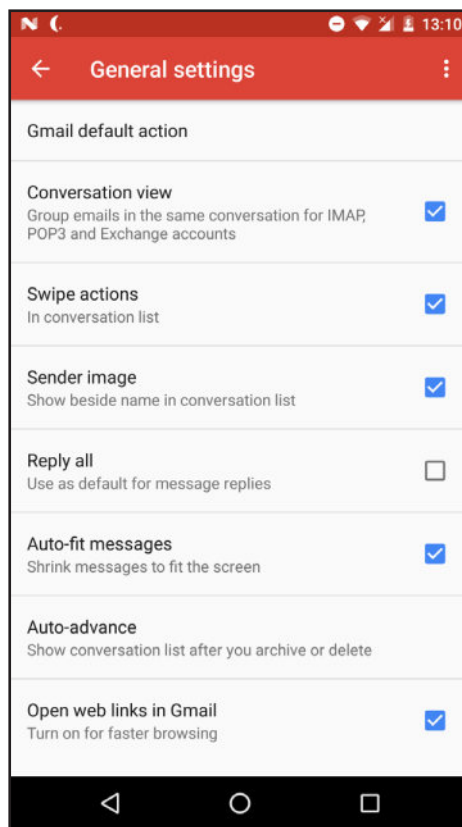 13:10
General settings
Gmail default action
Conversation view
Group emails in the same conversation for IMAP,
POP3 and Exchange accounts
Swipe actions
In conversation list
Sender image
Show beside name in conversation list
Reply all
Use as default for message replies
Auto-fit messages
Shrink messages to fit the screen
Auto-advance
Show conversation list after you archive or delete
Open web links in Gmail
Turn on for faster browsing